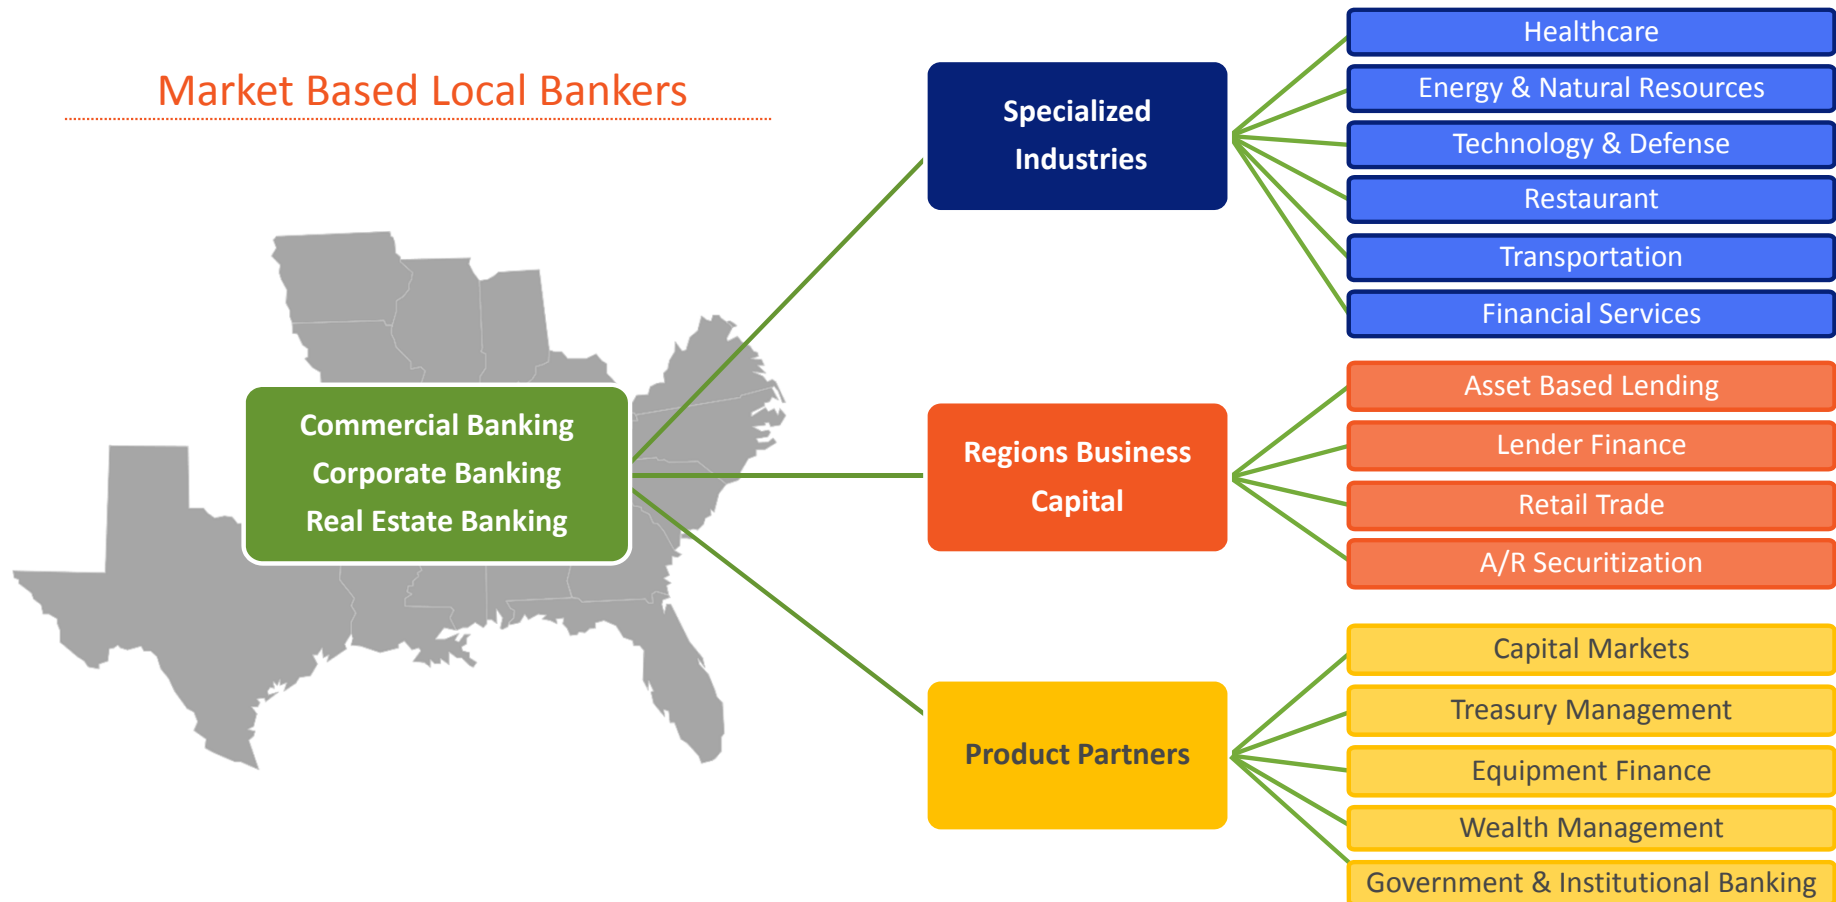 Market Based Local Bankers
Commercial Banking
Corporate Banking
Real Estate Banking
Specialized
Industries
Healthcare
Energy & Natural Resources
Technology & Defense
Restaurant
Transportation
Financial Services
Regions Business
Capital
Asset Based Lending
Lender Finance
Retail Trade
A/R Securitization
Product Partners
Capital Markets
Treasury Management
Equipment Finance
Wealth Management
Government & Institutional Banking